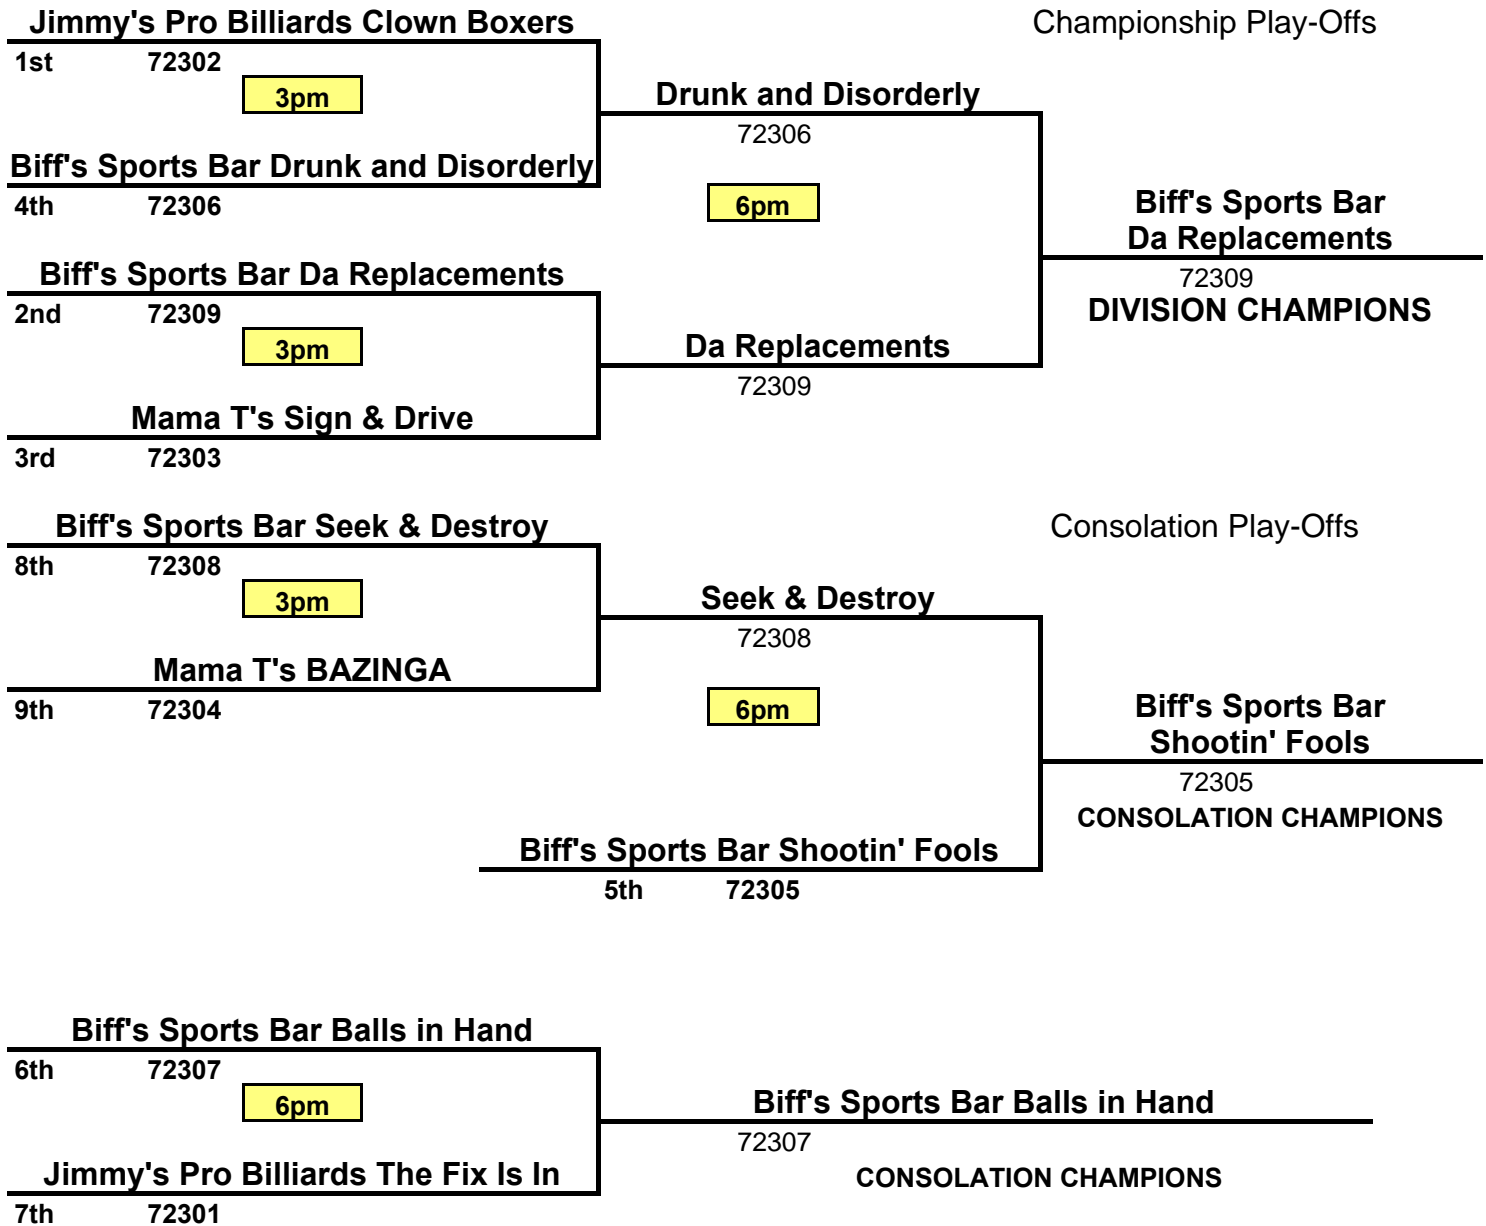 Jimmy's Pro Billiards Clown Boxers
Championship Play-Offs
1st 72302
3pm
Drunk and Disorderly
72306
Biff's Sports Bar Drunk and Disorderly
4th 72306
6pm
Biff's Sports Bar
Da Replacements
72309
DIVISION CHAMPIONS
Biff's Sports Bar Da Replacements
2nd 72309
3pm
Da Replacements
72309
Mama T's Sign & Drive
3rd 72303
Biff's Sports Bar Seek & Destroy
Consolation Play-Offs
8th 72308
3pm
Seek & Destroy
72308
Mama T's BAZINGA
9th 72304
6pm
Biff's Sports Bar
Shootin' Fools
72305
CONSOLATION CHAMPIONS
Biff's Sports Bar Shootin' Fools
5th 72305
Biff's Sports Bar Balls in Hand
6th 72307
6pm
Biff's Sports Bar Balls in Hand
72307
CONSOLATION CHAMPIONS
Jimmy's Pro Billiards The Fix Is In
7th 72301